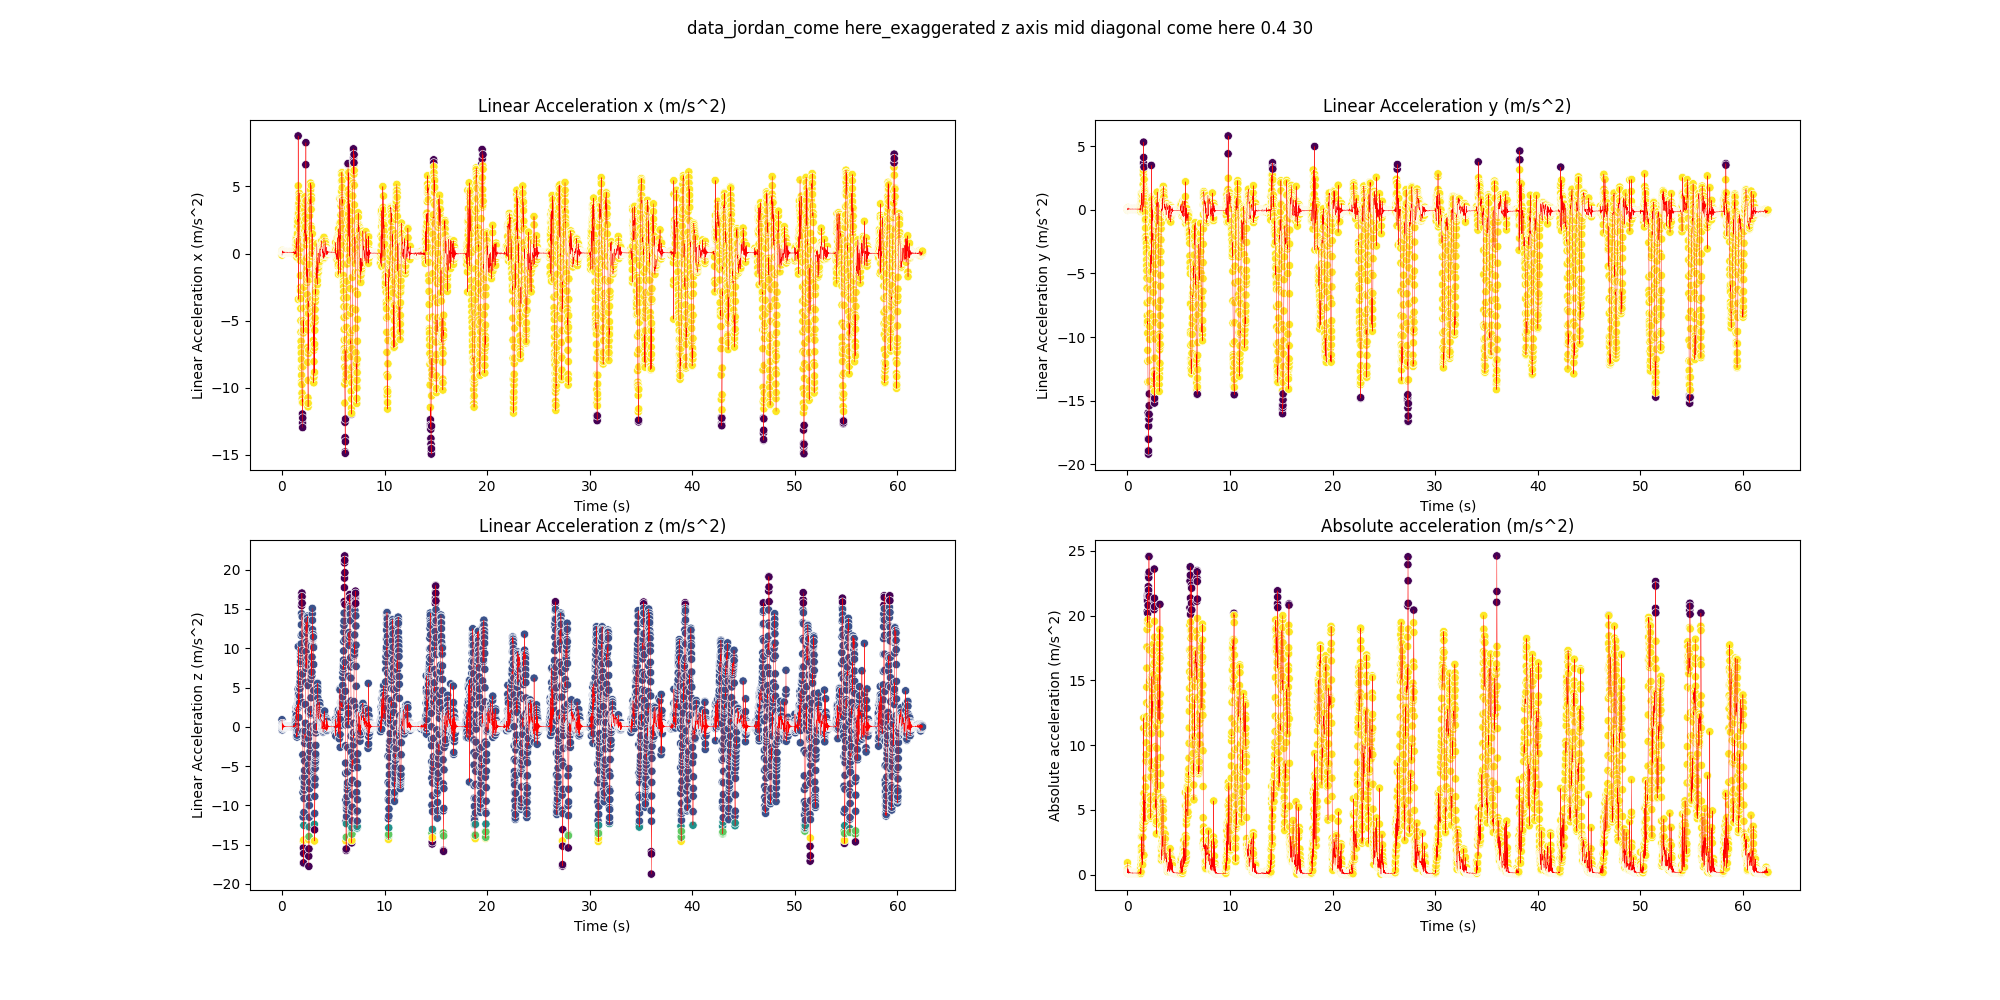 data_jordan_come here_exaggerated z axis mid diagonal come here 0.4 30
Linear Acceleration x (m/s^2)
Linear Acceleration x (m/s^2)
5
0
−5
−10
−15
0 10 20 30 40 50 60
Time (s)
Linear Acceleration y (m/s^2)
Linear Acceleration y (m/s^2)
5
0
−5
−10
−15
−20
0 10 20 30 40 50 60
Time (s)
Linear Acceleration z (m/s^2)
Linear Acceleration z (m/s^2)
20
15
10
5
0
−5
−10
−15
−20
0 10 20 30 40 50 60
Time (s)
Absolute acceleration (m/s^2)
Absolute acceleration (m/s^2)
25
20
15
10
5
0
0 10 20 30 40 50 60
Time (s)